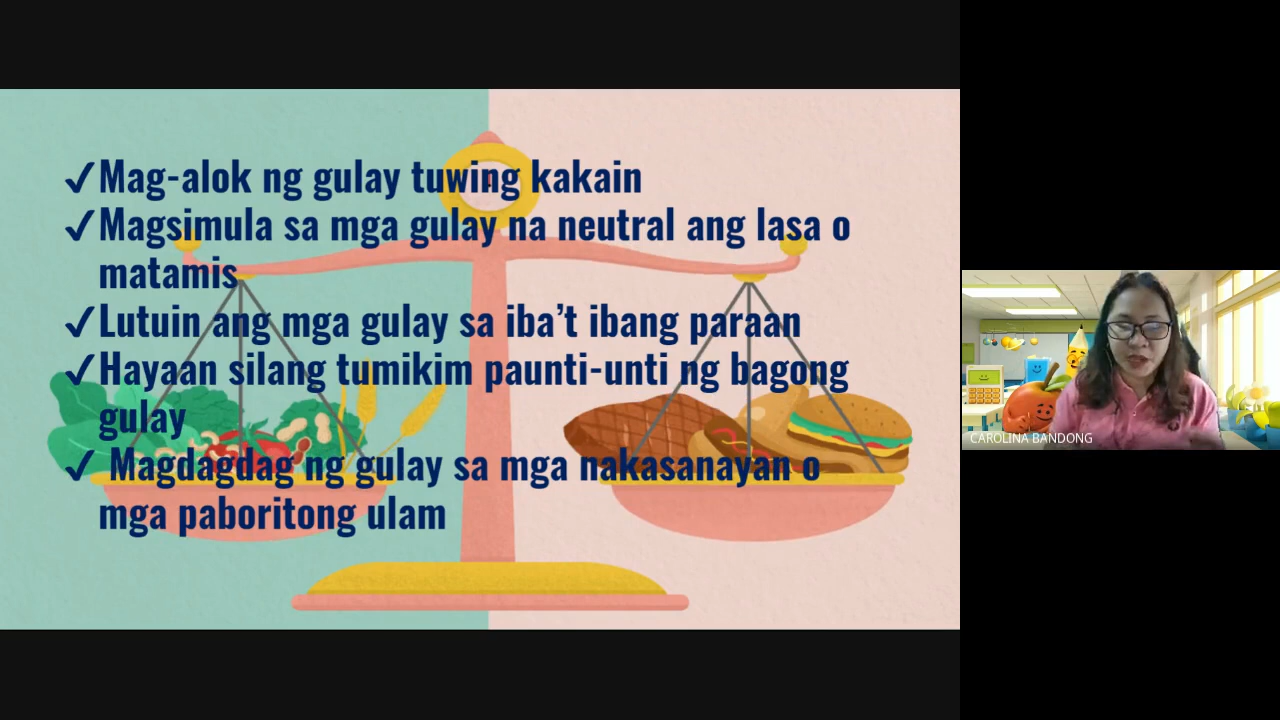 ✓Mag-alok ng gulay tuwing kakain
✓Magsimula sa mga gulay na neutral ang lasa o
matamis
✓Lutuin ang mga gulay sa iba’t ibang paraan
✓Hayaan silang tumikim paunti-unti ng bagong
gulay
✓ Magdagdag ng gulay sa mga nakasanayan o
mga paboritong ulam
CAROLINA BANDONG